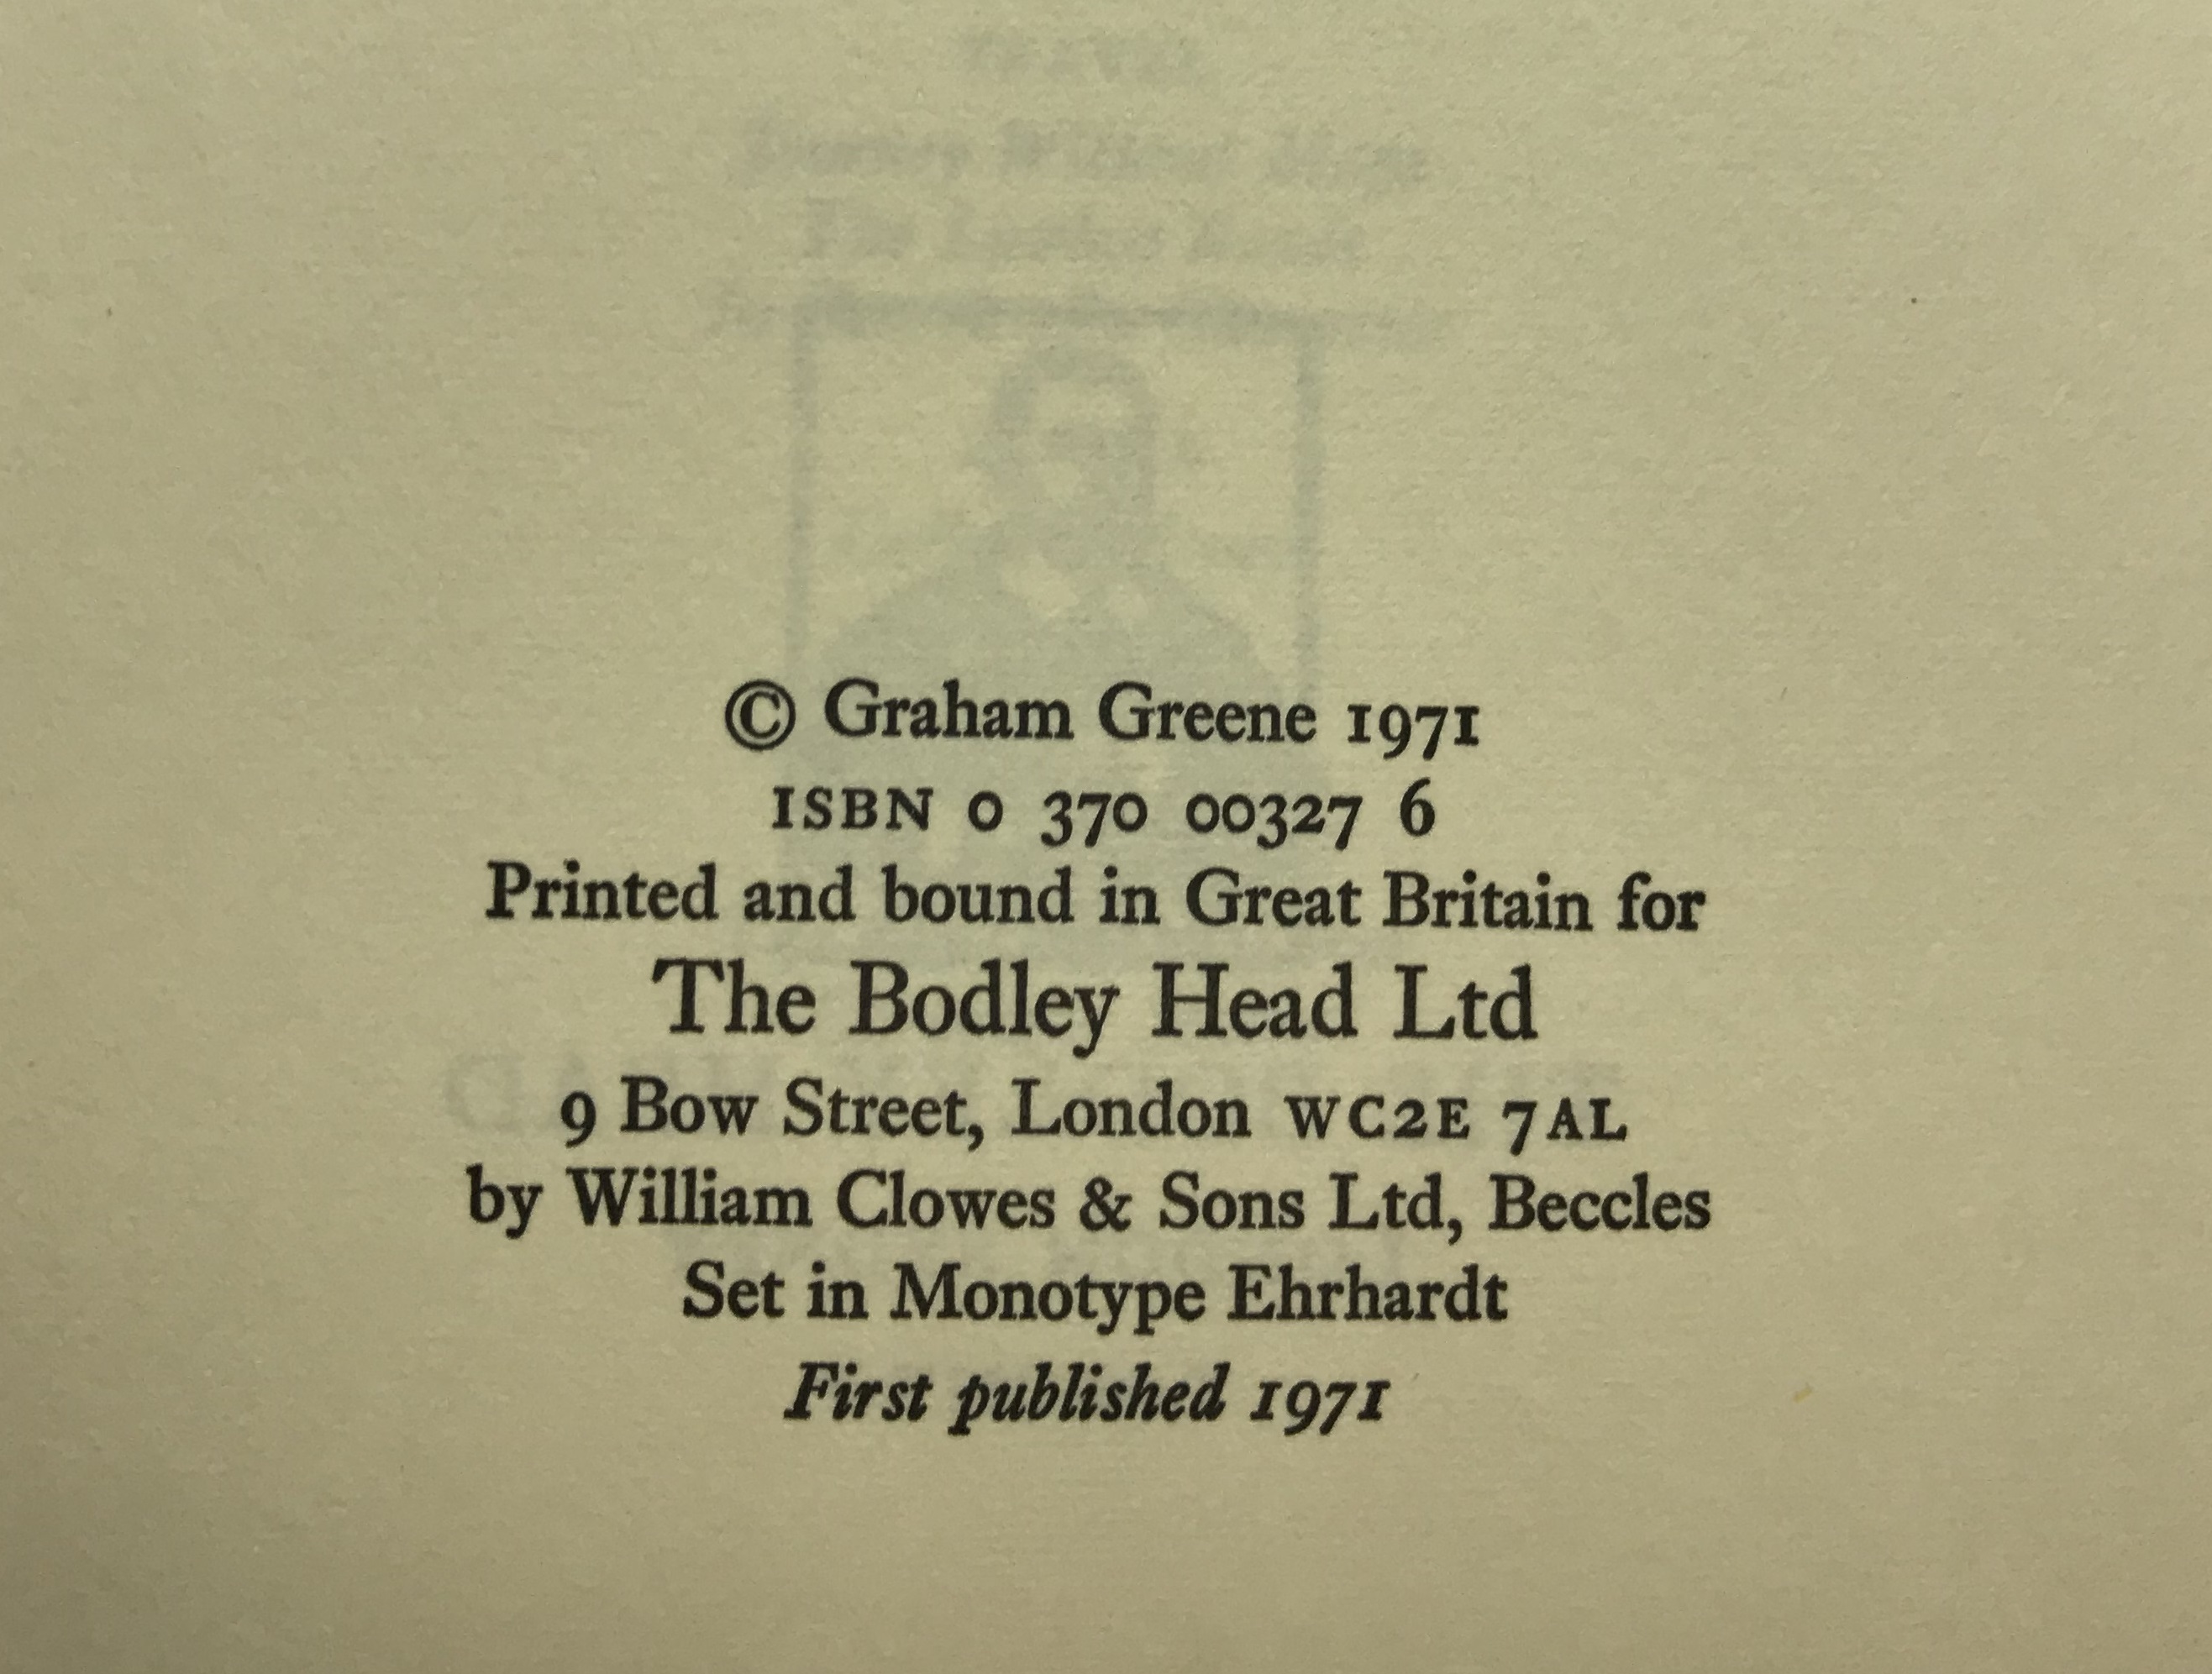 © Graham Greene 1971
ISBN 0 370 00327 6
Printed and bound in Great Britain for
The Bodley Head Ltd
9 Bow Street, London WC2E 7AL
by William Clowes & Sons Ltd, Beccles
Set in Monotype Ehrhardt
First published 1971